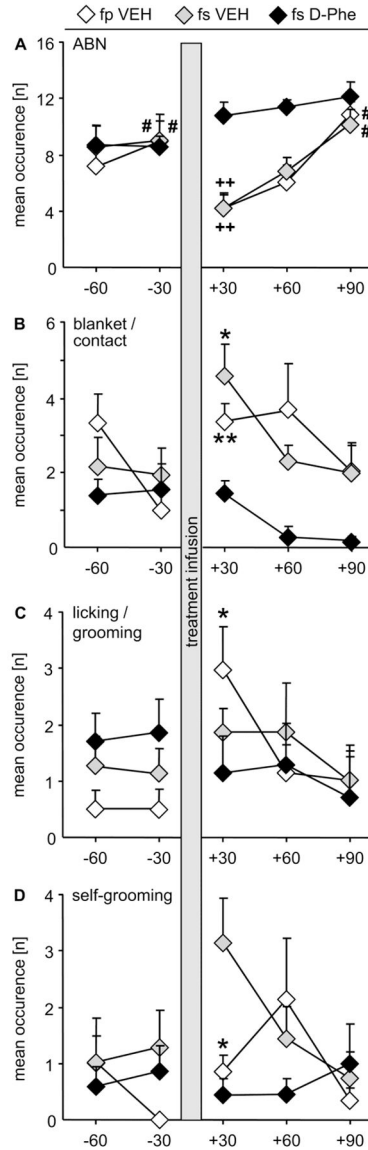 fp VEH fs VEH fs D-Phe
A ABN
mean occurence [n]
16
12
8
4
0
# #
++
++
#
#
-60 -30 +30 +60 +90
B blanket / contact
mean occurence [n]
6
4
2
0
*
**
-60 -30 +30 +60 +90
treatment infusion
C licking / grooming
mean occurence [n]
4
3
2
1
0
*
-60 -30 +30 +60 +90
D self-grooming
mean occurence [n]
4
3
2
1
0
*
-60 -30 +30 +60 +90